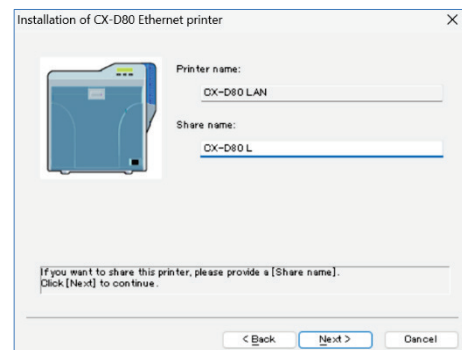 Installation of CX-D80 Ethernet printer
Printer name:
CX-D80 LAN
Share name:
CX-D80 L
If you want to share this printer, please provide a [Share name].
Click [Next] to continue.
< Back
Next >
Cancel